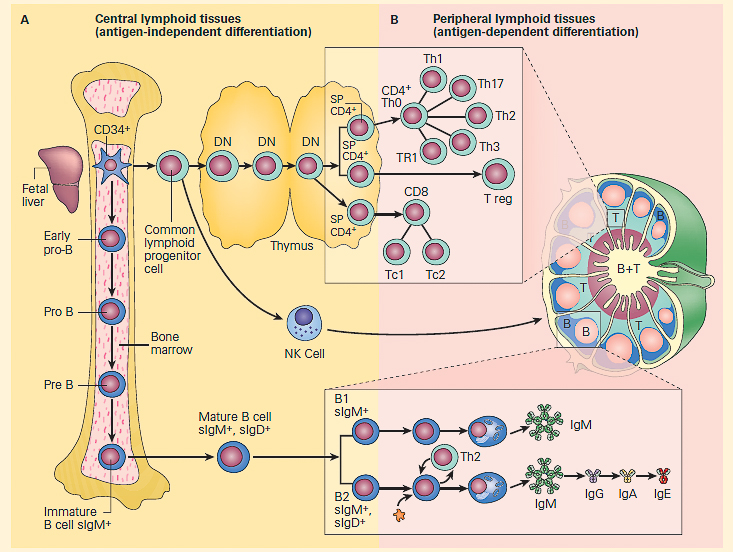 A
Central lymphoid tissues
(antigen-independent differentiation)
B
Peripheral lymphoid tissues
(antigen-dependent differentiation)
CD34+
Fetal
liver
Early
pro-B
Pro B
Bone
marrow
Pre B
Immature
B cell sIgM+
Common
lymphoid
progenitor
cell
DN
DN
DN
Thymus
SP
CD4+
SP
CD4+
SP
CD4+
CD4+
Th0
Th1
Th17
Th2
Th3
TR1
T reg
CD8
Tc1
Tc2
NK Cell
T
B
B
B+T
T
B
B
T
Mature B cell
sIgM+, sIgD+
B1
sIgM+
IgM
Th2
B2
sIgM+,
sIgD+
IgM
IgG
IgA
IgE